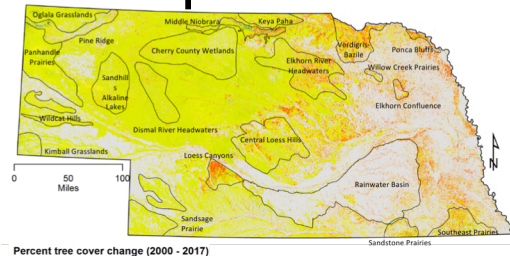 Oglala Grasslands
Middle Niobrara
Keya Paha
Pine Ridge
Panhandle
Prairies
Cherry County Wetlands
Verdigris-
Bazile
Ponca Bluffs
Elkhorn River
Headwaters
Willow Creek Prairies
Sandhill
s
Alkaline
Lakes
Elkhorn Confluence
Wildcat Hills
Dismal River Headwaters
Central Loess Hills
Kimball Grasslands
Loess Canyons
0 50 100
Miles
Rainwater Basin
Sandsage
Prairie
Southeast Prairies
Sandstone Prairies
N
Percent tree cover change (2000 - 2017)